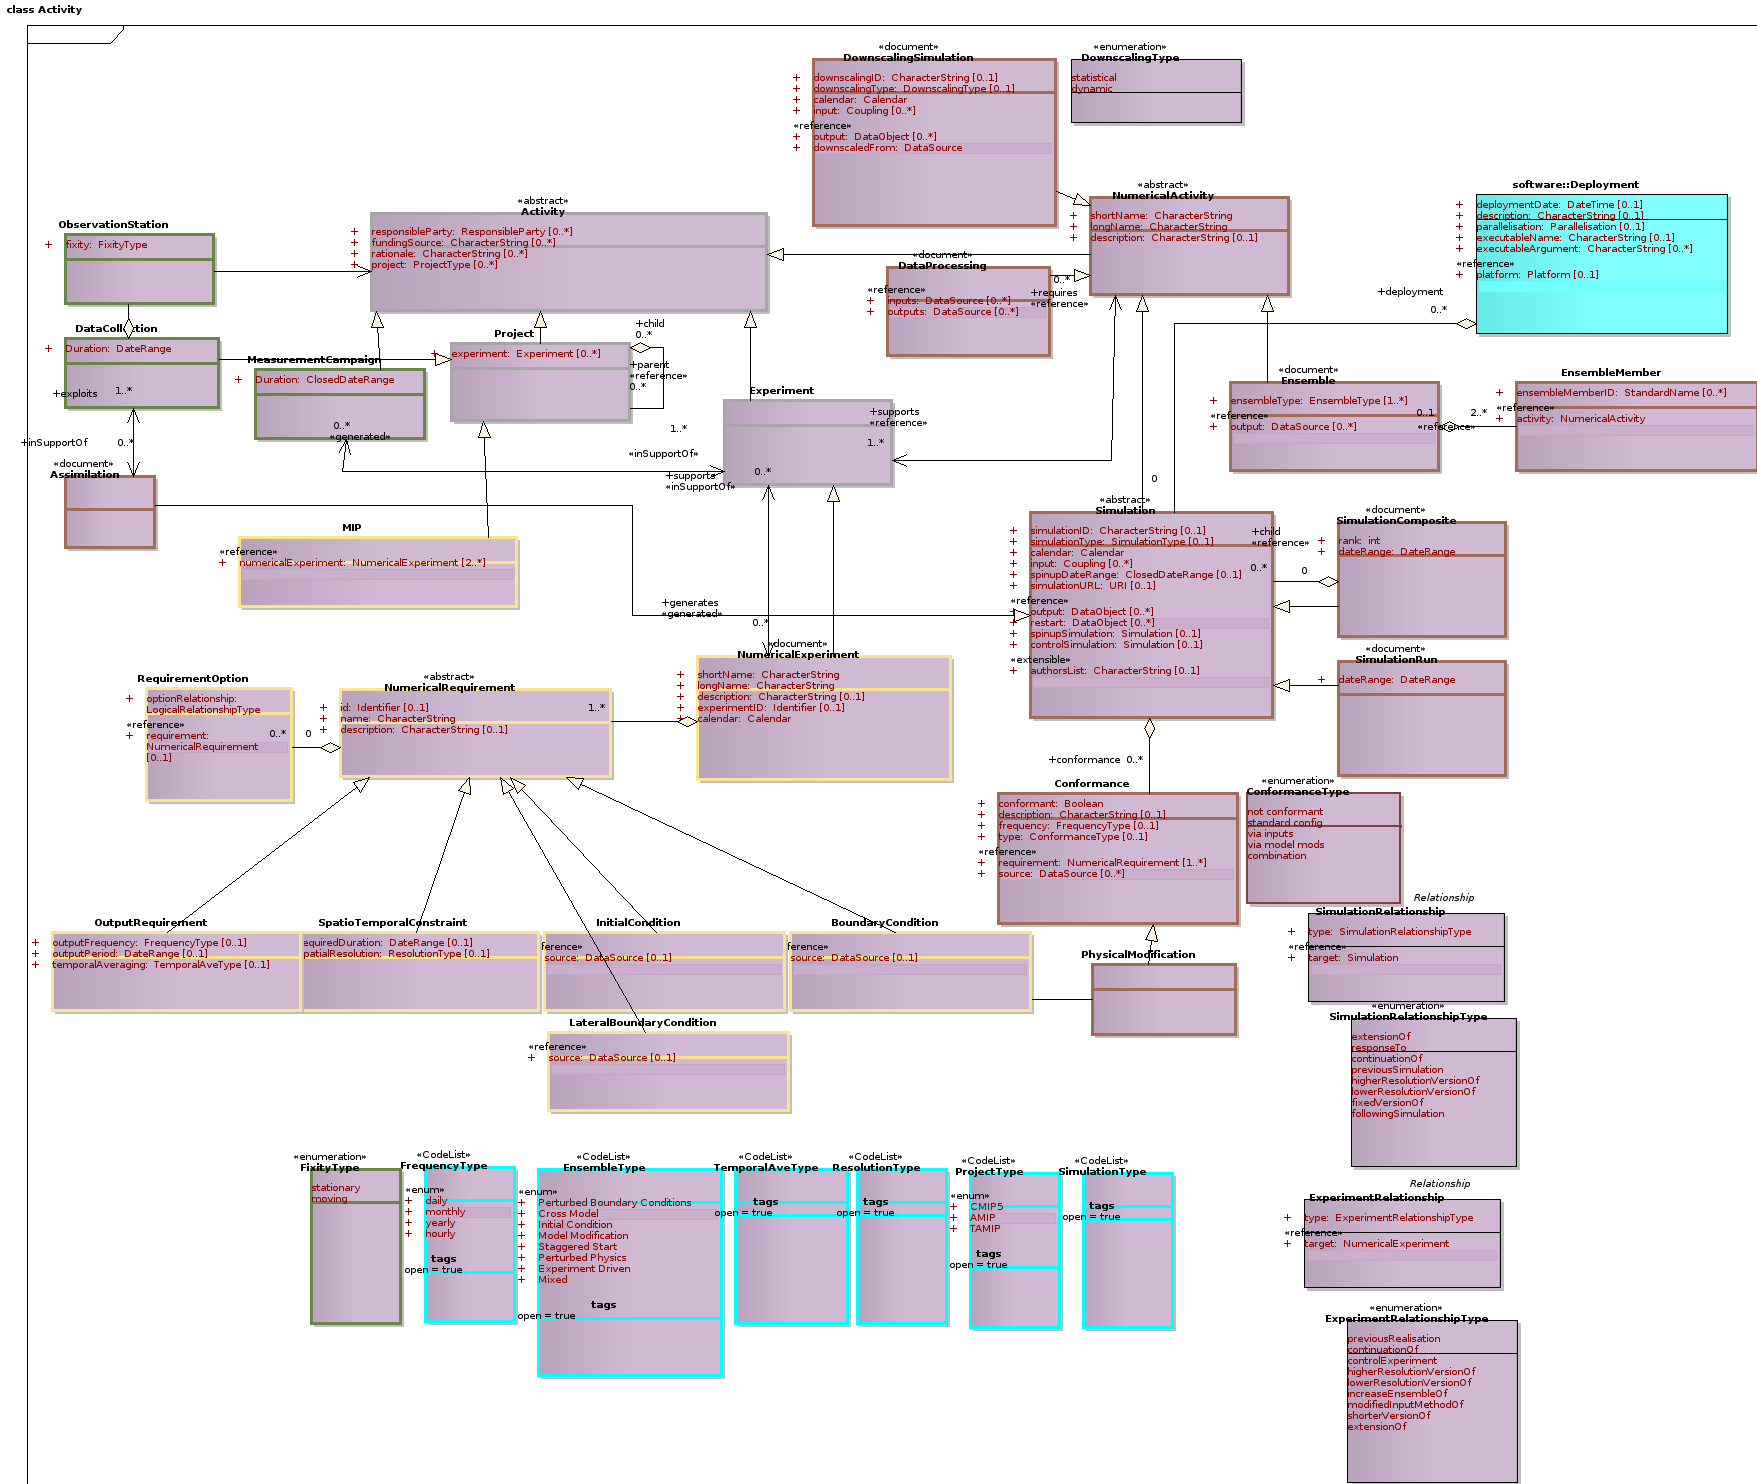 class Activity
«document»
DownscalingSimulation
+ downscalingID: CharacterString [0..1]
+ downscalingType: DownscalingType [0..1]
+ calendar: Calendar
+ input: Coupling [0..*]
«reference»
+ output: DataObject [0..*]
+ downscaledFrom: DataSource
«enumeration»
DownscalingType
statistical
dynamic
«abstract»
NumericalActivity
+ shortName: CharacterString
+ longName: CharacterString
+ description: CharacterString [0..1]
software::Deployment
+ deploymentDate: DateTime [0..1]
+ description: CharacterString [0..1]
+ parallelisation: Parallelisation [0..1]
+ executableName: CharacterString [0..1]
+ executableArgument: CharacterString [0..*]
«reference»
+ platform: Platform [0..1]
+deployment
0..*
«abstract»
Activity
+ responsibleParty: ResponsibleParty [0..*]
+ fundingSource: CharacterString [0..*]
+ rationale: CharacterString [0..*]
+ project: ProjectType [0..*]
ObservationStation
+ fixity: FixityType
«document»
DataProcessing
«reference»
+ inputs: DataSource [0..*]
+ outputs: DataSource [0..*]
0..*
+requires
«reference»
DataCollection
+ Duration: DateRange
1..*
+exploits
MeasurementCampaign
+ Duration: ClosedDateRange
0..*
«generated»
Project
+ experiment: Experiment [0..*]
+child
0..*
+parent
«reference»
0..*
Experiment
+supports
«reference»
1..*
1..*
«inSupportOf»
0..*
+supports
«inSupportOf»
«document»
Ensemble
+ ensembleType: EnsembleType [1..*]
«reference»
+ output: DataSource [0..*]
0..1
2..*
«reference»
EnsembleMember
+ ensembleMemberID: StandardName [0..*]
«reference»
+ activity: NumericalActivity
+inSupportOf
0..*
«document»
Assimilation
MIP
«reference»
+ numericalExperiment: NumericalExperiment [2..*]
0
«abstract»
Simulation
+ simulationID: CharacterString [0..1]
+ simulationType: SimulationType [0..1]
+ calendar: Calendar
+ input: Coupling [0..*]
+ spinupDateRange: ClosedDateRange [0..1]
+ simulationURL: URI [0..1]
«reference»
+ output: DataObject [0..*]
+ restart: DataObject [0..*]
+ spinupSimulation: Simulation [0..1]
+ controlSimulation: Simulation [0..1]
«extensible»
+ authorsList: CharacterString [0..1]
+child
«reference»
0..*
0
«document»
SimulationComposite
+ rank: int
+ dateRange: DateRange
«document»
SimulationRun
+ dateRange: DateRange
+generates
«generated»
0..*
«document»
NumericalExperiment
+ shortName: CharacterString
+ longName: CharacterString
+ description: CharacterString [0..1]
+ experimentID: Identifier [0..1]
+ calendar: Calendar
RequirementOption
+ optionRelationship:
LogicalRelationshipType
«reference»
+ requirement:
NumericalRequirement
[0..1]
0..*
0
«abstract»
NumericalRequirement
+ id: Identifier [0..1]
+ name: CharacterString
+ description: CharacterString [0..1]
1..*
+conformance 0..*
Conformance
+ conformant: Boolean
+ description: CharacterString [0..1]
+ frequency: FrequencyType [0..1]
+ type: ConformanceType [0..1]
«reference»
+ requirement: NumericalRequirement [1..*]
+ source: DataSource [0..*]
«enumeration»
ConformanceType
not conformant
standard config
via inputs
via model mods
combination
OutputRequirement
+ outputFrequency: FrequencyType [0..1]
+ outputPeriod: DateRange [0..1]
+ temporalAveraging: TemporalAveType [0..1]
SpatioTemporalConstraint
equiredDuration: DateRange [0..1]
patialResolution: ResolutionType [0..1]
InitialCondition
ference»
source: DataSource [0..1]
BoundaryCondition
ference»
source: DataSource [0..1]
PhysicalModification
LateralBoundaryCondition
«reference»
+ source: DataSource [0..1]
Relationship
SimulationRelationship
+ type: SimulationRelationshipType
«reference»
+ target: Simulation
«enumeration»
SimulationRelationshipType
extensionOf
responseTo
continuationOf
previousSimulation
higherResolutionVersionOf
lowerResolutionVersionOf
fixedVersionOf
followingSimulation
«enumeration»
FixityType
stationary
moving
«CodeList»
FrequencyType
«enum»
+ daily
+ monthly
+ yearly
+ hourly
tags
open = true
«CodeList»
EnsembleType
«enum»
+ Perturbed Boundary Conditions
+ Cross Model
+ Initial Condition
+ Model Modification
+ Staggered Start
+ Perturbed Physics
+ Experiment Driven
+ Mixed
tags
open = true
«CodeList»
TemporalAveType
tags
open = true
«CodeList»
ResolutionType
tags
open = true
«CodeList»
ProjectType
«enum»
+ CMIP5
+ AMIP
+ TAMIP
tags
open = true
«CodeList»
SimulationType
tags
open = true
Relationship
ExperimentRelationship
+ type: ExperimentRelationshipType
«reference»
+ target: NumericalExperiment
«enumeration»
ExperimentRelationshipType
previousRealisation
continuationOf
controlExperiment
higherResolutionVersionOf
lowerResolutionVersionOf
increaseEnsembleOf
modifiedInputMethodOf
shorterVersionOf
extensionOf